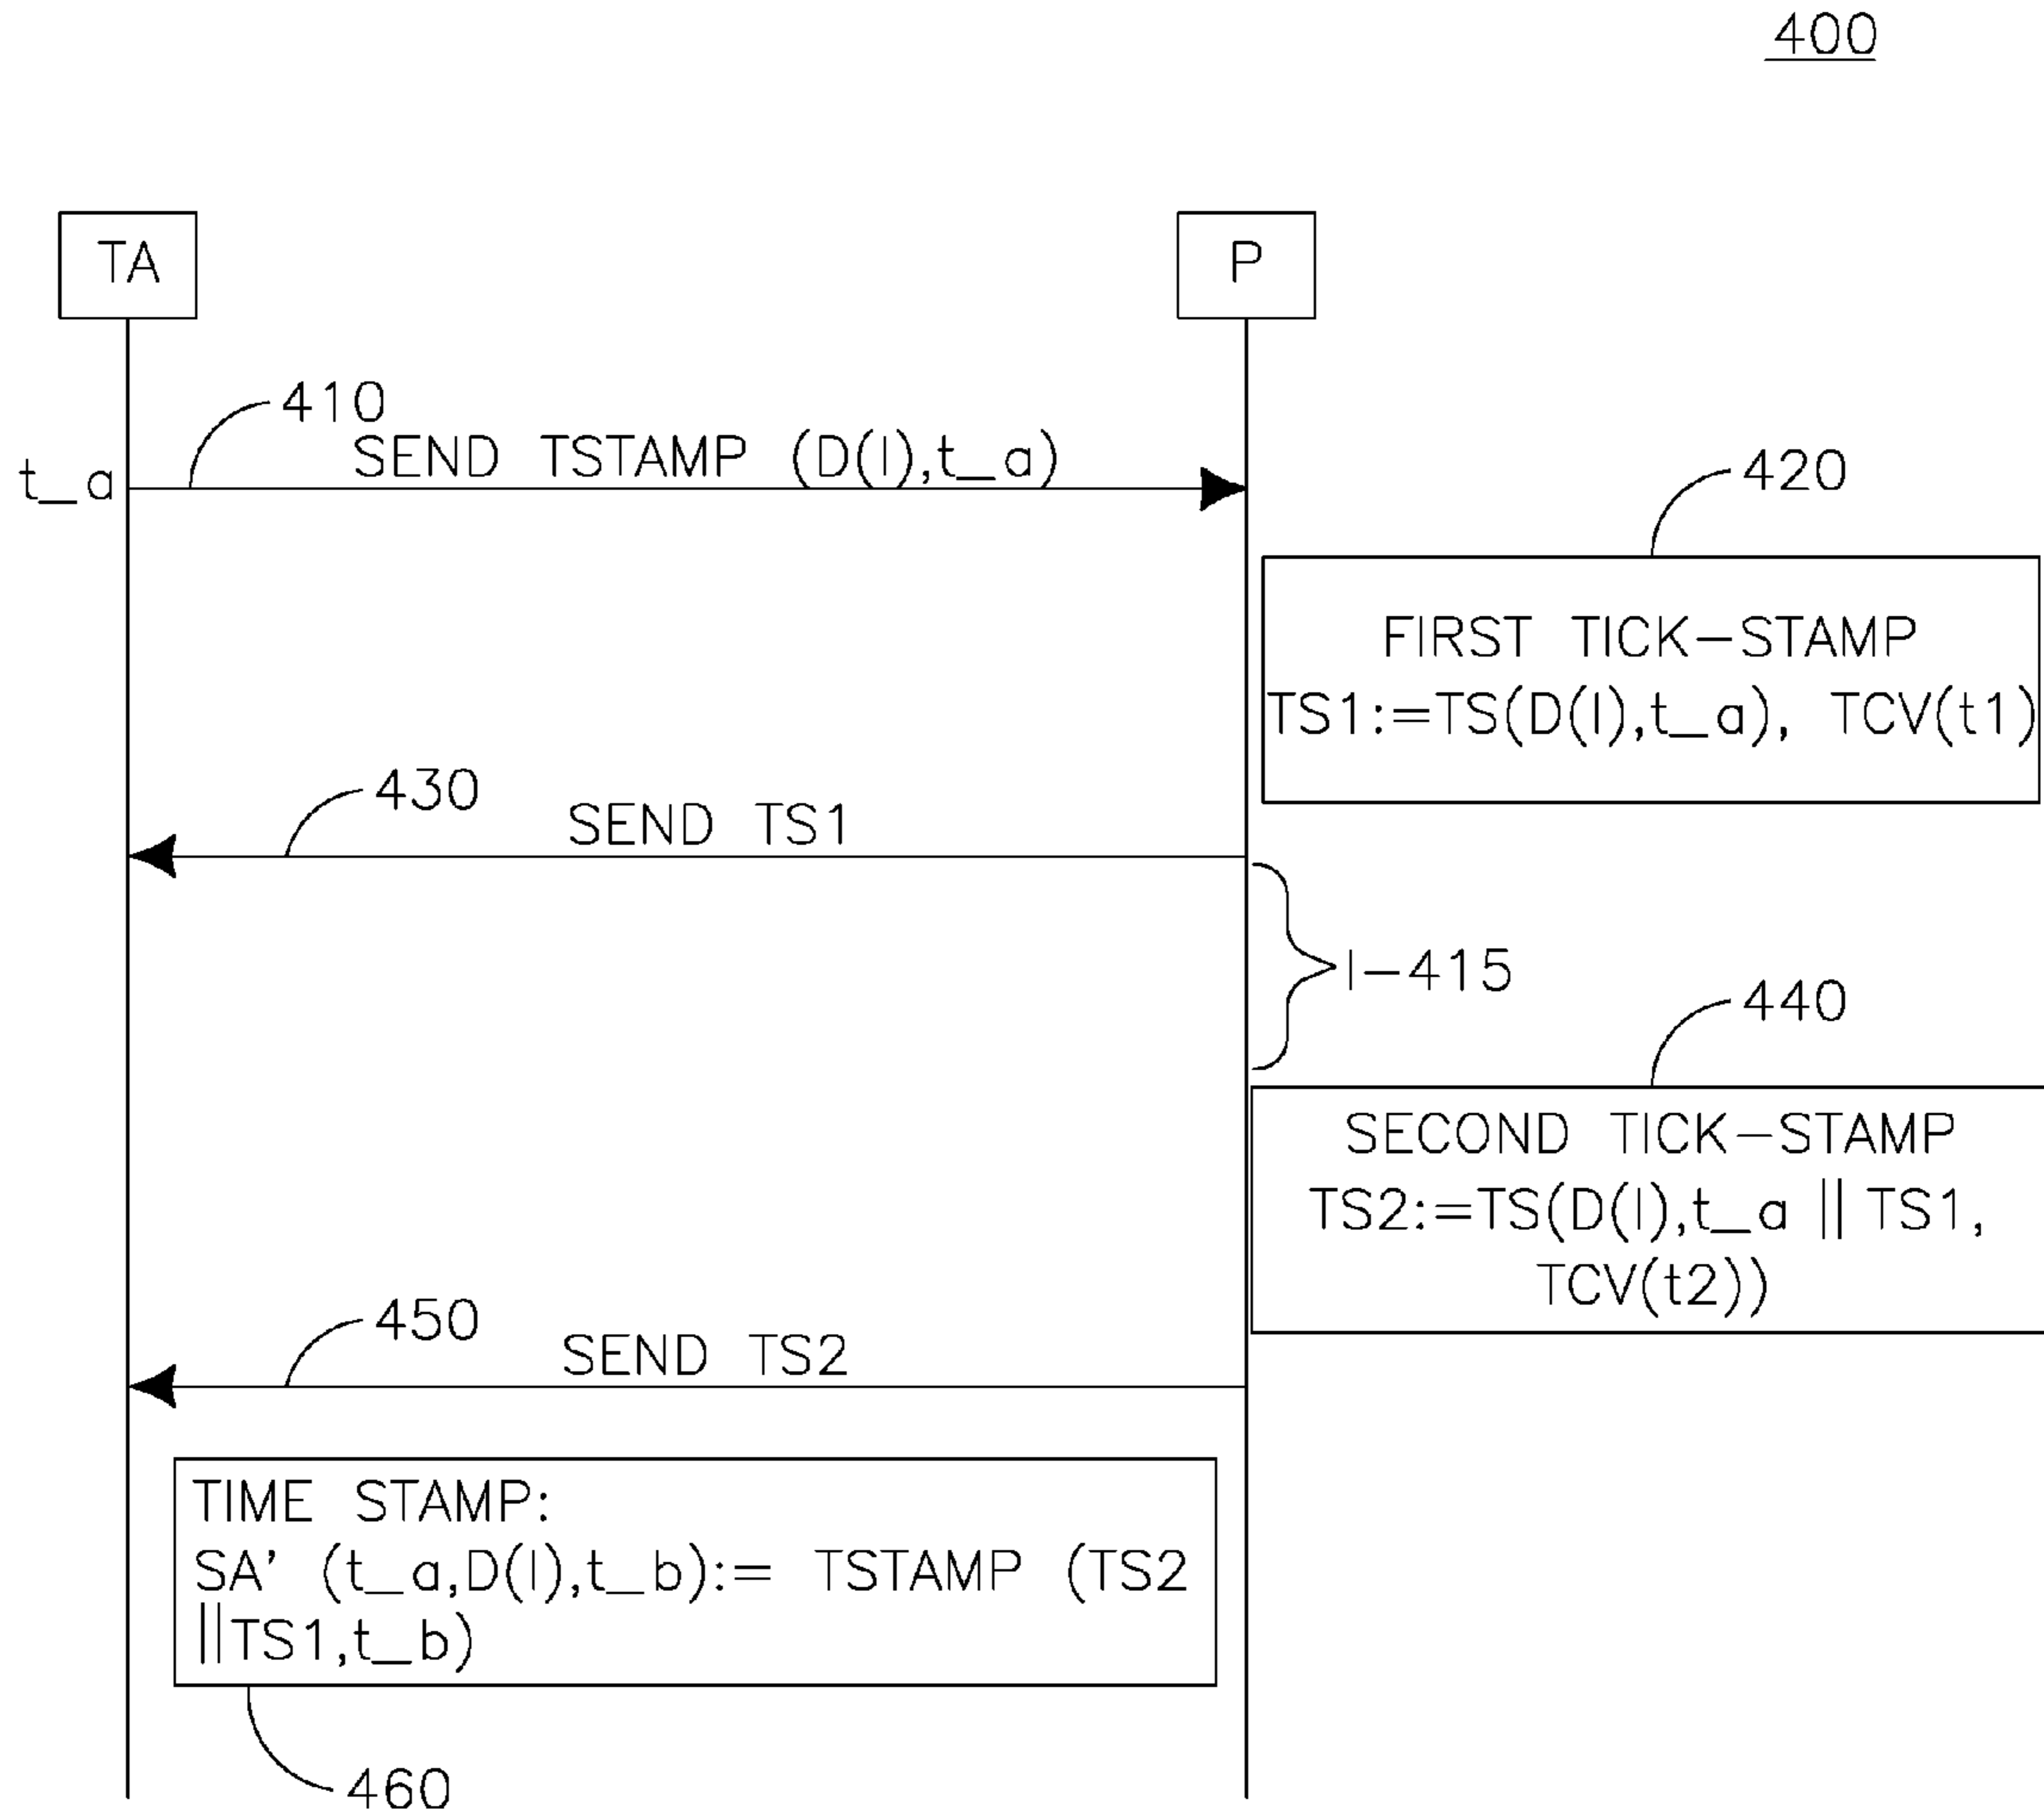 400
TA
P
410
SEND TSTAMP (D(I),t_a)
t_a
420
FIRST TICK-STAMP
TS1:=TS(D(I),t_a), TCV(t1)
430
SEND TS1
I-415
440
SECOND TICK-STAMP
TS2:=TS(D(I),t_a || TS1,
TCV(t2))
450
SEND TS2
TIME STAMP:
SA' (t_a,D(I),t_b):= TSTAMP (TS2
||TS1,t_b)
460